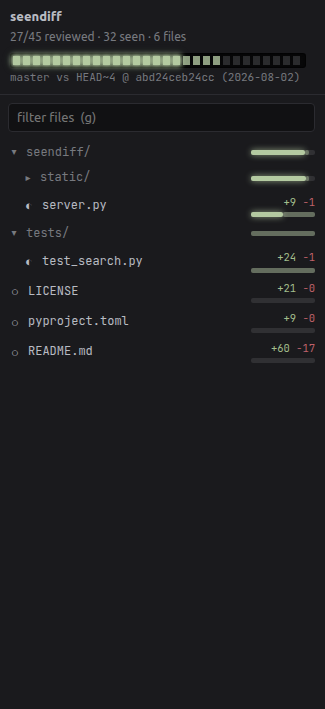 seendiff
27/45 reviewed · 32 seen · 6 files
master vs HEAD~4 @ abd24ceb24cc (2026-08-02)
filter files (g)
seendiff/
static/
server.py +9 -1
tests/
test_search.py +24 -1
LICENSE +21 -0
pyproject.toml +9 -0
README.md +60 -17